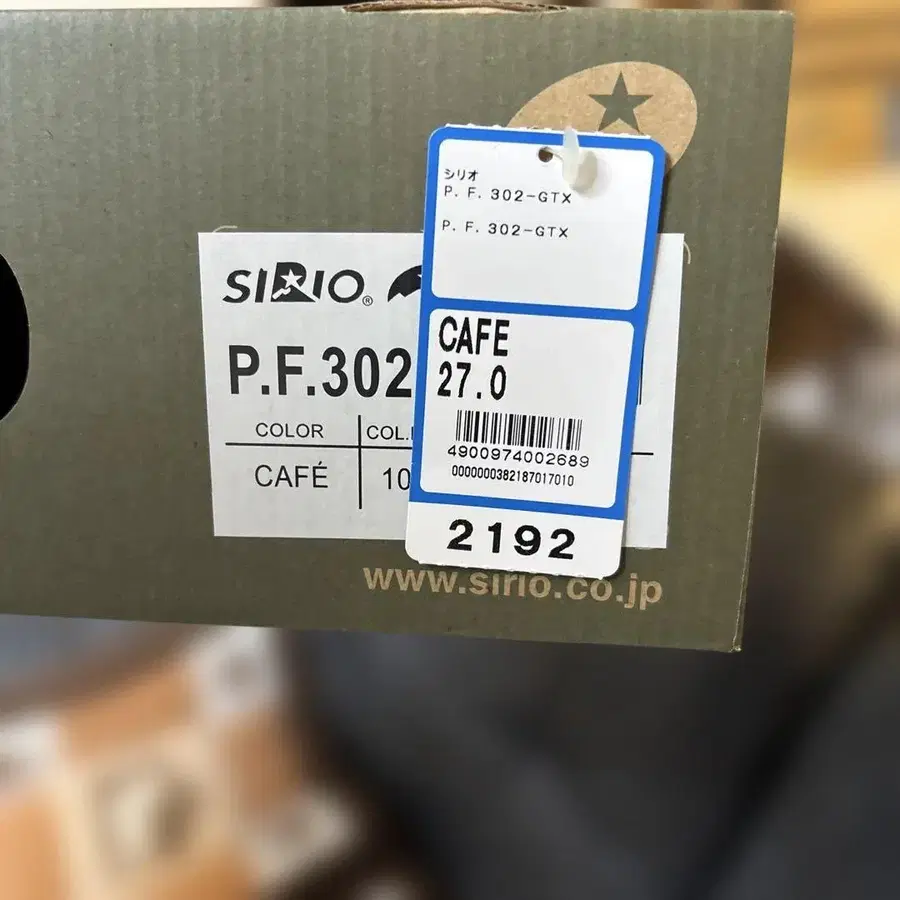 シリオ
P. F. 302-GTX
P. F. 302-GTX
CAFE
27.0
4900974002689
0000000382187017010
2192
SIRIO®
P.F.302
COLOR
CAFÉ
10
www.sirio.co.jp